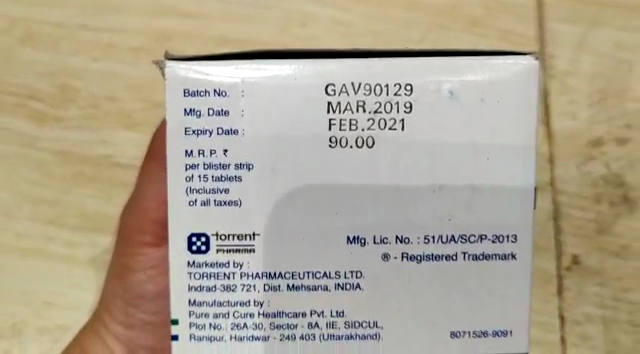 Batch No. : GAV90129
Mfg. Date : MAR.2019
Expiry Date : FEB.2021
M.R.P. ₹ 90.00
per blister strip
of 15 tablets
(Inclusive
of all taxes)
torrent
PHARMA
Mfg. Lic. No. : 51/UA/SC/P-2013
® - Registered Trademark
Marketed by :
TORRENT PHARMACEUTICALS LTD.
Indrad-382 721, Dist. Mehsana, INDIA.
Manufactured by :
Pure and Cure Healthcare Pvt. Ltd.
Plot No.: 26A-30, Sector - 8A, IIE, SIDCUL,
Ranipur, Haridwar - 249 403 (Uttarakhand)
8071526-9091